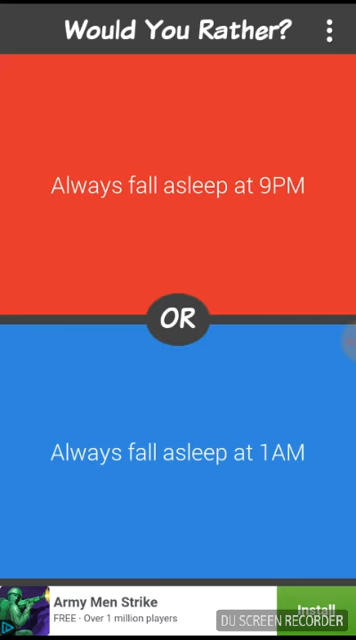 Would You Rather?
Always fall asleep at 9PM
OR
Always fall asleep at 1AM
Army Men Strike
FREE · Over 1 million players
Install
DU SCREEN RECORDER